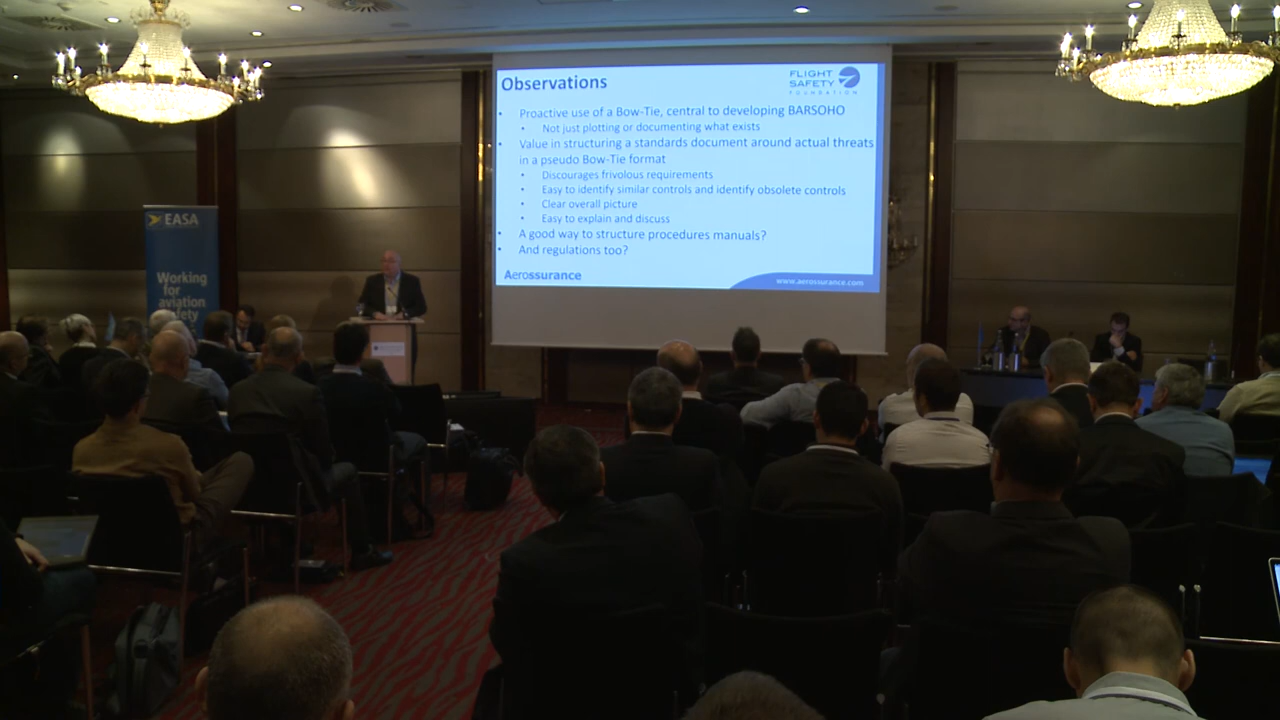 Observations
FLIGHT
SAFETY
FOUNDATION
• Proactive use of a Bow-Tie, central to developing BARSOHO
• Not just plotting or documenting what exists
• Value in structuring a standards document around actual threats
in a pseudo Bow-Tie format
• Discourages frivolous requirements
• Easy to identify similar controls and identify obsolete controls
• Clear overall picture
• Easy to explain and discuss
• A good way to structure procedures manuals?
• And regulations too?
Aerossurance
www.aerossurance.com
EASA
Working
for
aviation
safety